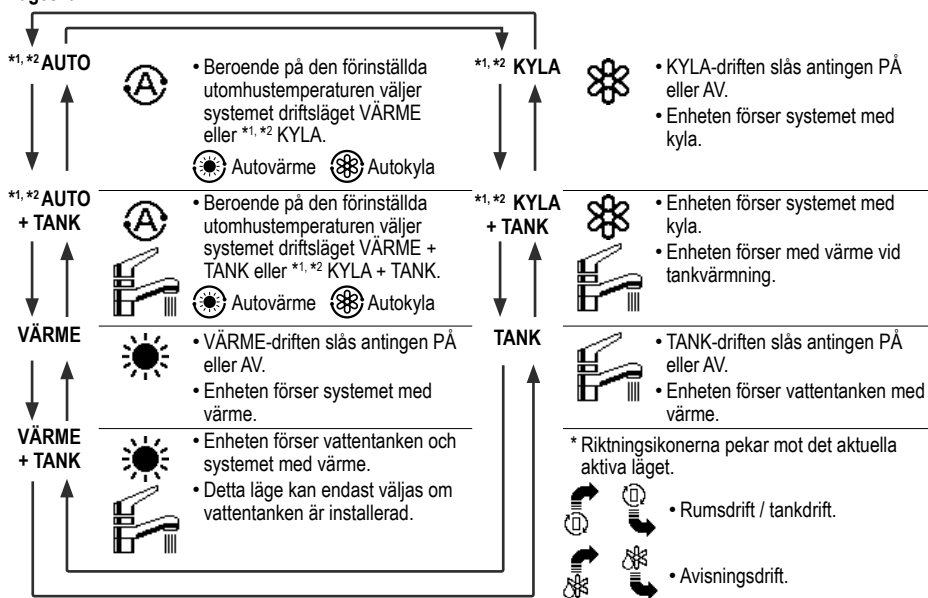 *1, *2 AUTO
• Beroende på den förinställda
utomhustemperaturen väljer
systemet driftsläget VÄRME
eller *1, *2 KYLA.
Autovärme Autokyla
*1, *2 AUTO
+ TANK
• Beroende på den förinställda
utomhustemperaturen väljer
systemet driftsläget VÄRME +
TANK eller *1, *2 KYLA + TANK.
Autovärme Autokyla
VÄRME
• VÄRME-driften slås antingen PÅ
eller AV.
• Enheten förser systemet med
värme.
VÄRME
+ TANK
• Enheten förser vattentanken och
systemet med värme.
• Detta läge kan endast väljas om
vattentanken är installerad.
*1, *2 KYLA
• KYLA-driften slås antingen PÅ
eller AV.
• Enheten förser systemet med
kyla.
*1, *2 KYLA
+ TANK
• Enheten förser systemet med
kyla.
• Enheten förser med värme vid
tankvärmning.
TANK
• TANK-driften slås antingen PÅ
eller AV.
• Enheten förser vattentanken med
värme.
* Riktningsikonerna pekar mot det aktuella
aktiva läget.
• Rumsdrift / tankdrift.
• Avisningsdrift.